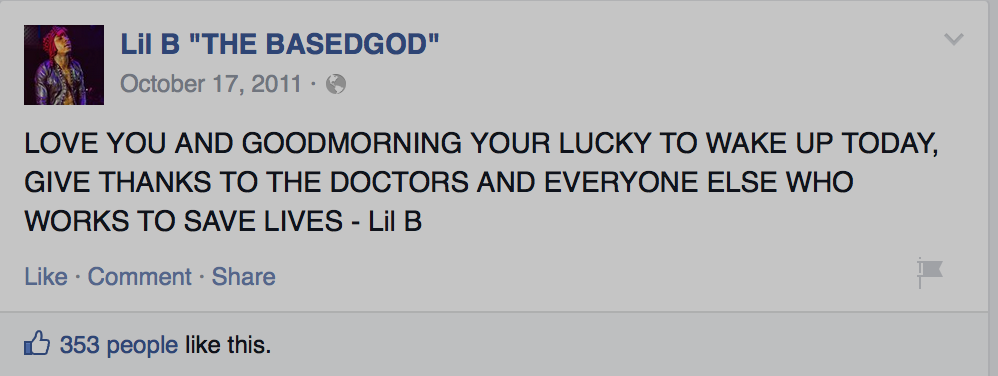 Lil B "THE BASEDGOD"
October 17, 2011 ·
LOVE YOU AND GOODMORNING YOUR LUCKY TO WAKE UP TODAY,
GIVE THANKS TO THE DOCTORS AND EVERYONE ELSE WHO
WORKS TO SAVE LIVES - Lil B
Like · Comment · Share
353 people like this.